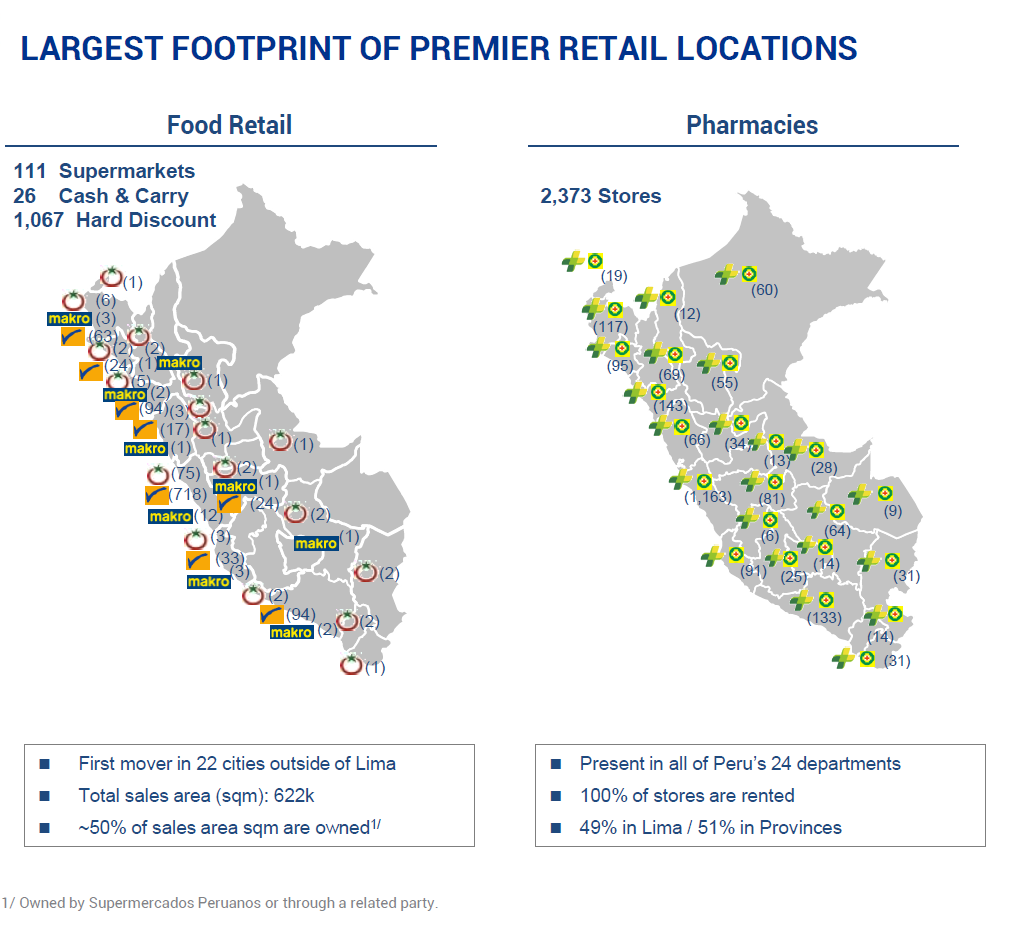 LARGEST FOOTPRINT OF PREMIER RETAIL LOCATIONS
Food Retail
111 Supermarkets
26 Cash & Carry
1,067 Hard Discount
(1)
(6)
makro (3)
(63)
(2) (2)
(24) (1) makro
(5) (1)
makro (2)
(94) (3)
(17) (1)
makro (1)
(1)
(75) (2)
makro (1)
(718) (24)
makro (12) (2)
(3) makro (1)
(33)
makro (3)
(2)
(2)
(94) (2)
makro (2)
(1)
First mover in 22 cities outside of Lima
Total sales area (sqm): 622k
~50% of sales area sqm are owned1/
Pharmacies
2,373 Stores
(19)
(60)
(12)
(117)
(95)
(69)
(55)
(143)
(66)
(34)
(13)
(28)
(1,163)
(81)
(9)
(64)
(6)
(91)
(25)
(14)
(31)
(133)
(14)
(31)
Present in all of Peru’s 24 departments
100% of stores are rented
49% in Lima / 51% in Provinces
1/ Owned by Supermercados Peruanos or through a related party.